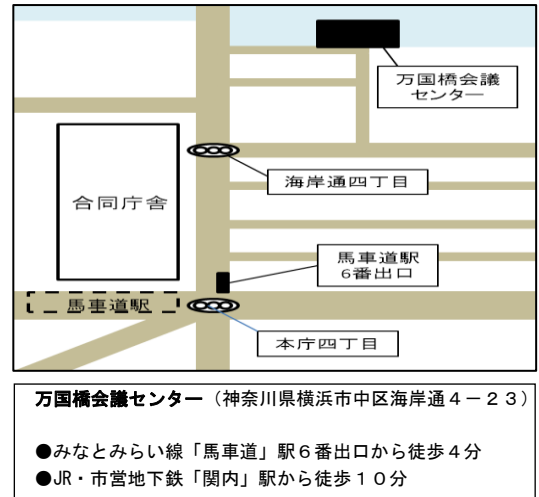 万国橋会議
センター
海岸通四丁目
合同庁舎
馬車道駅
6番出口
馬車道駅
本庁四丁目
万国橋会議センター（神奈川県横浜市中区海岸通４－２３）
●みなとみらい線「馬車道」駅６番出口から徒歩４分
●JR・市営地下鉄「関内」駅から徒歩１０分